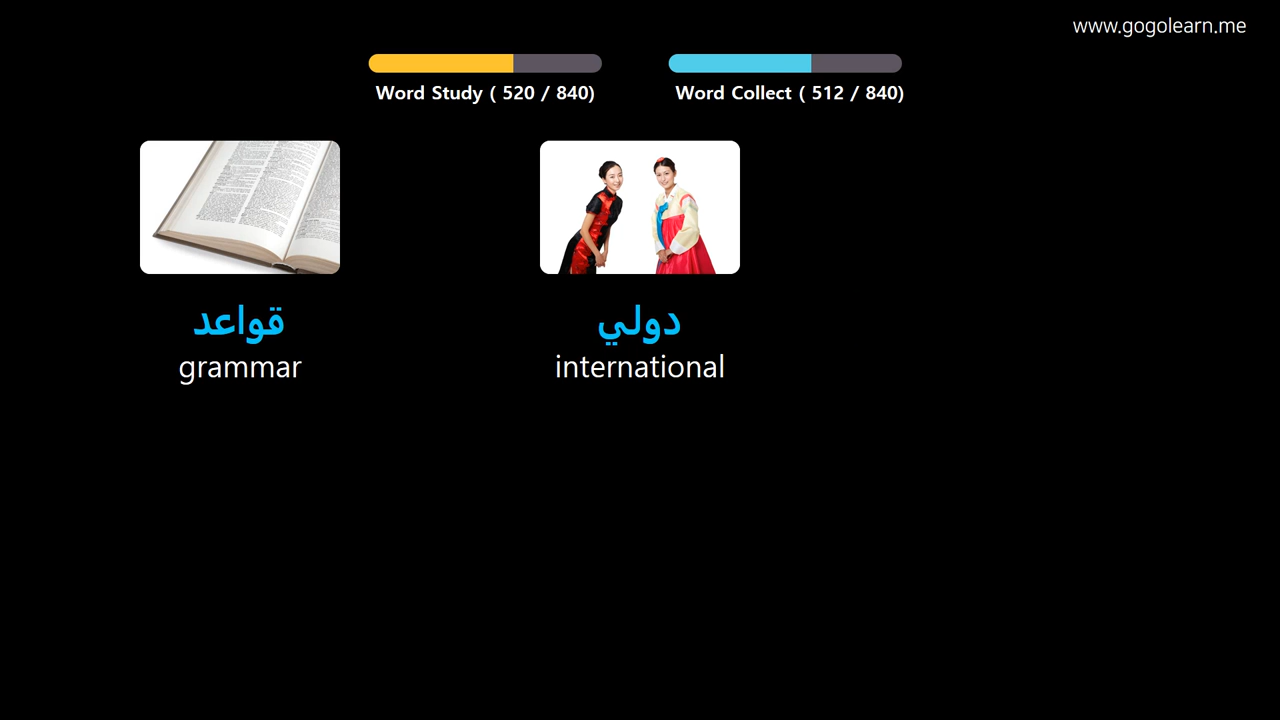 www.gogolearn.me
Word Study ( 520 / 840)
Word Collect ( 512 / 840)
قواعد
grammar
دولي
international